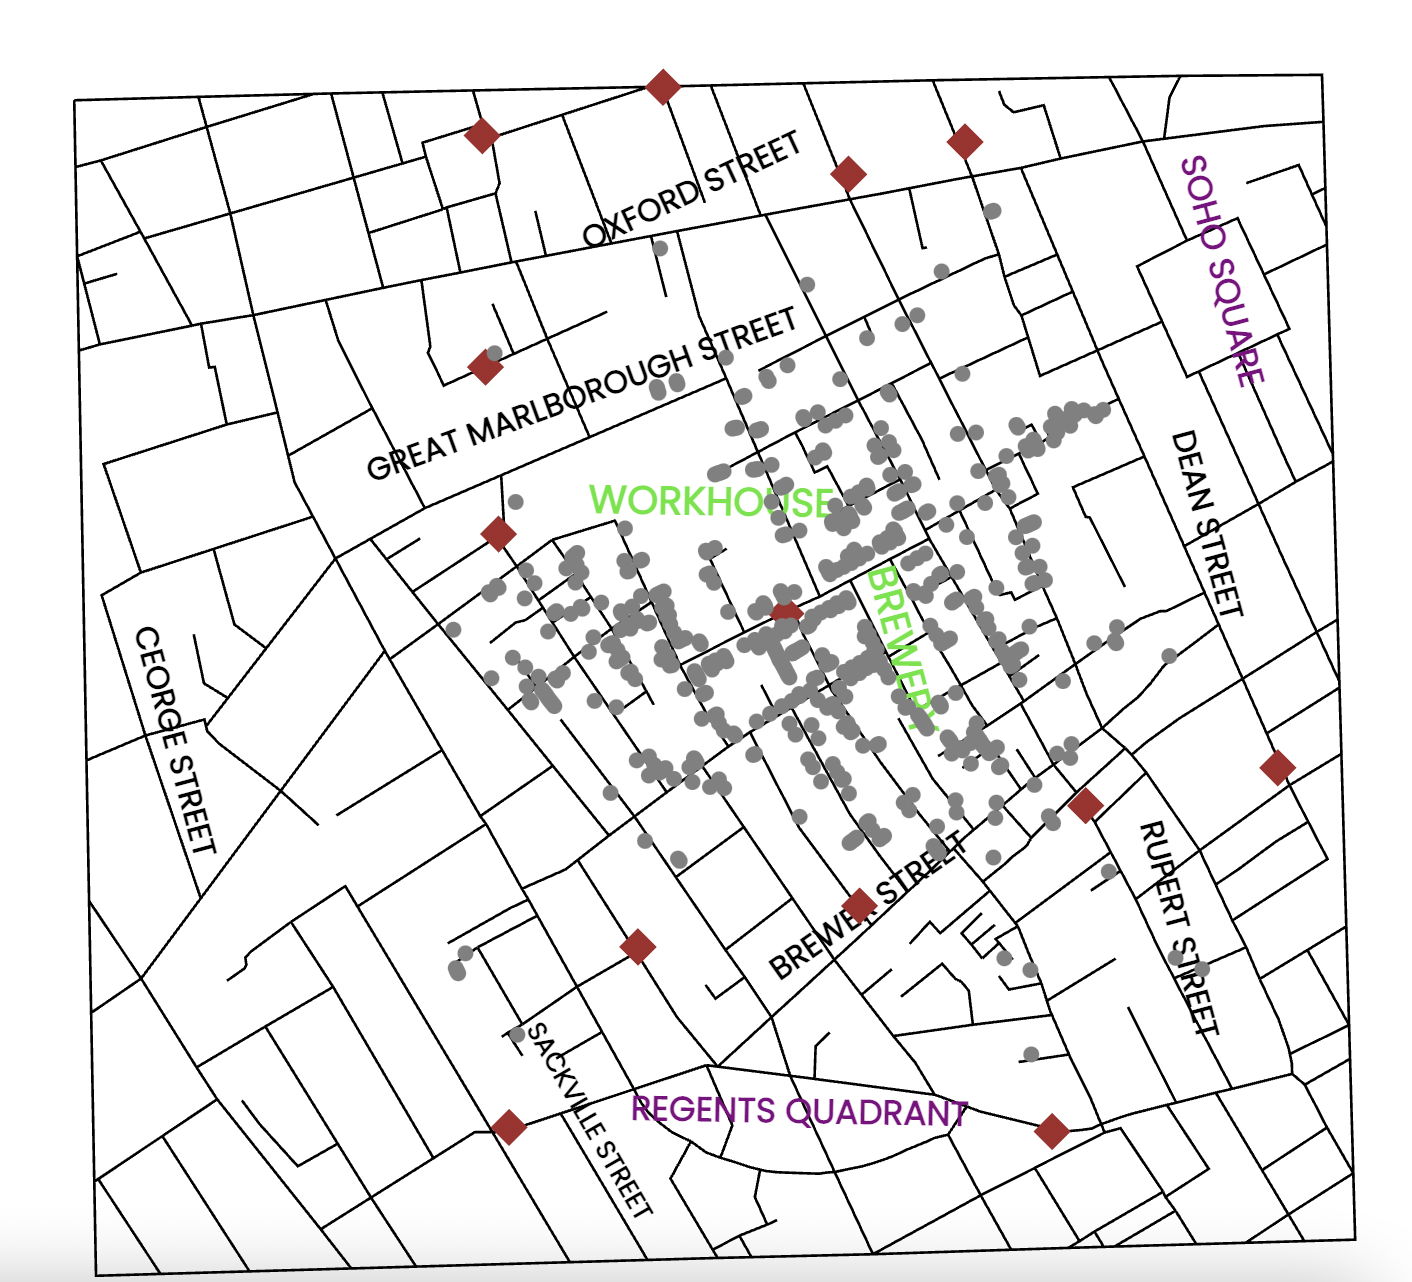 OXFORD STREET
SOHO SQUARE
GREAT MARLBOROUGH STREET
WORKHOUSE
DEAN STREET
BREWERY
CEORGE STREET
RUPERT STREET
BREWER STREET
SACKVILLE STREET
REGENTS QUADRANT